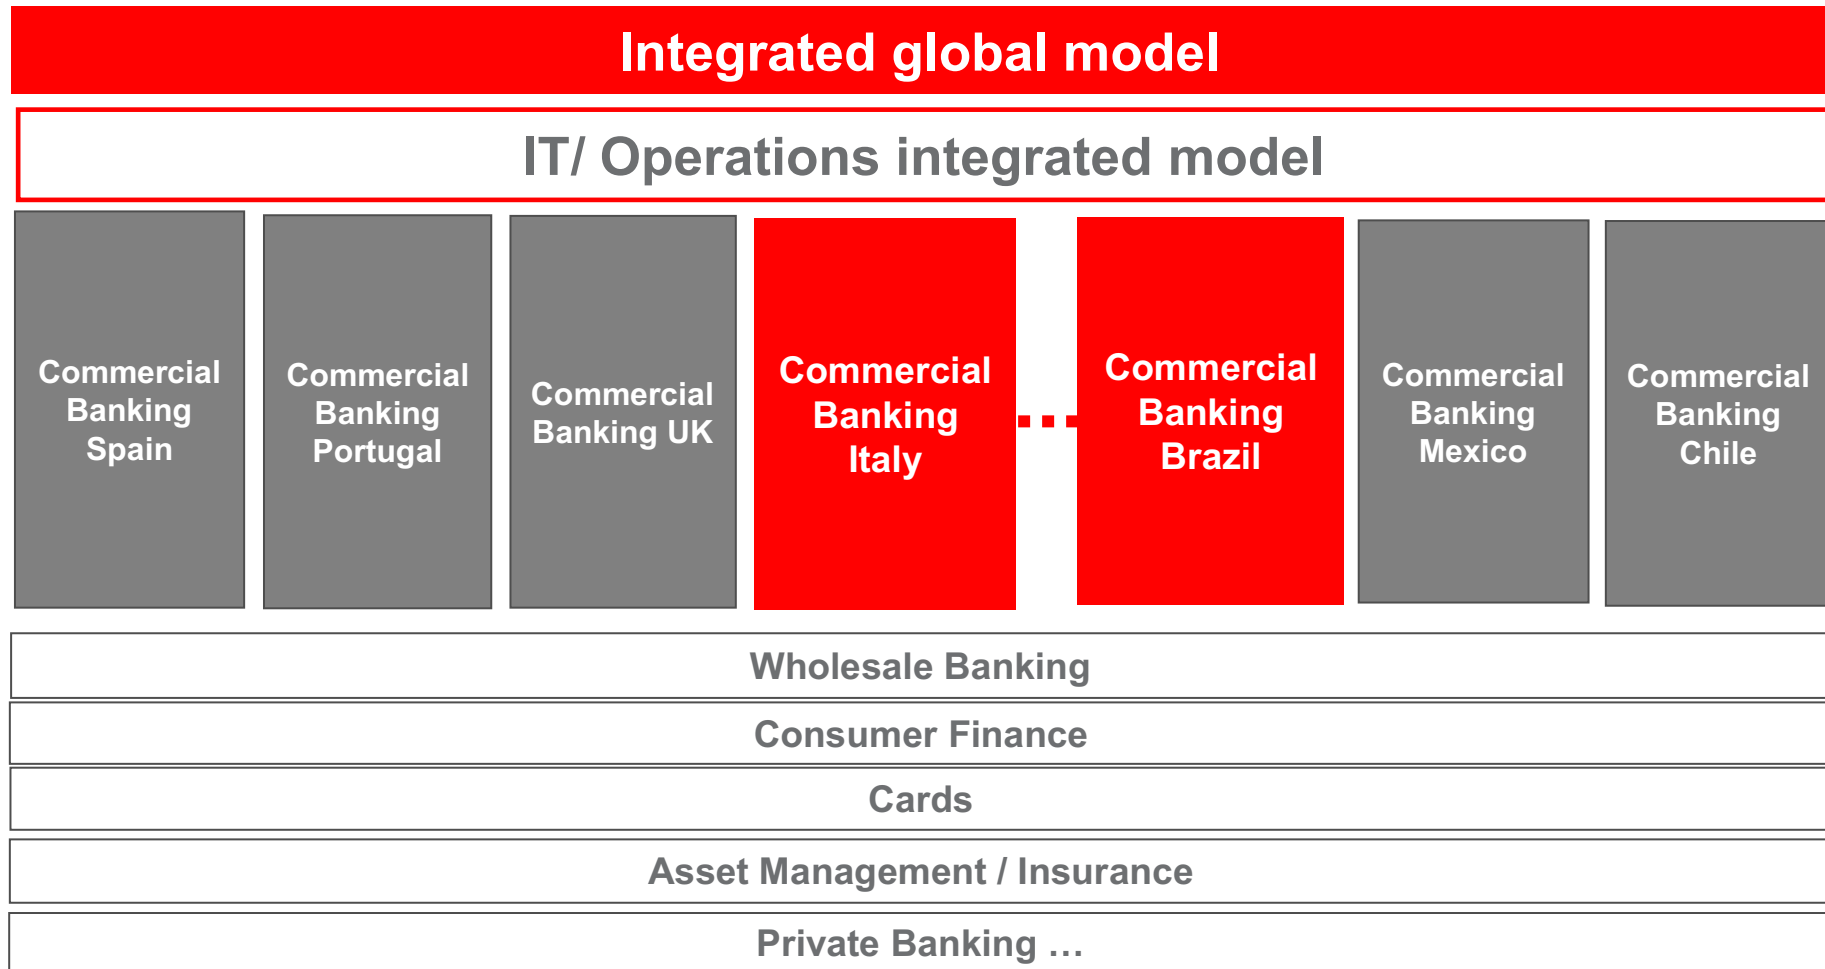 Integrated global model
IT/ Operations integrated model
Commercial
Banking
Spain
Commercial
Banking
Portugal
Commercial
Banking UK
Commercial
Banking
Italy
Commercial
Banking
Brazil
Commercial
Banking
Mexico
Commercial
Banking
Chile
Wholesale Banking
Consumer Finance
Cards
Asset Management / Insurance
Private Banking …